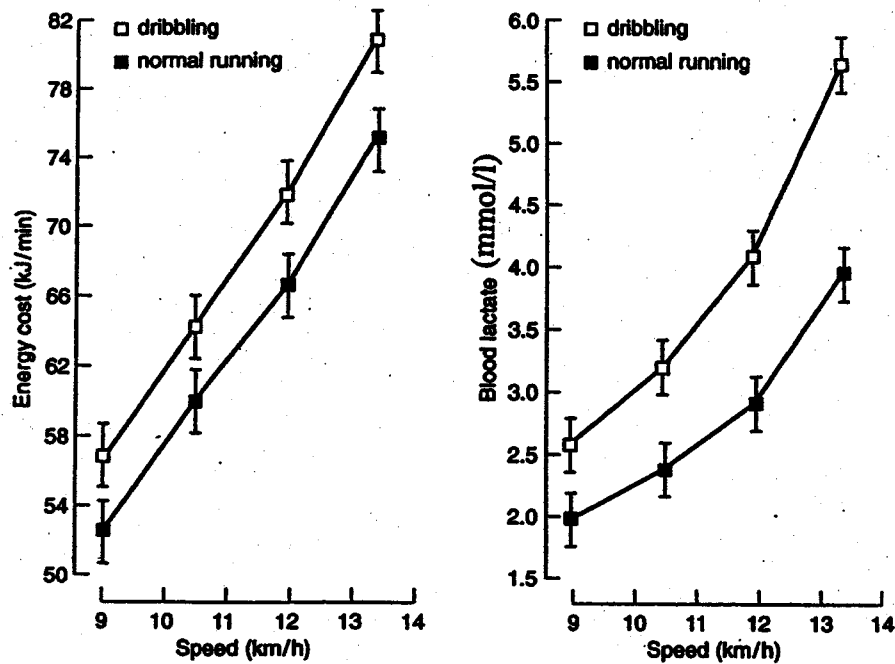 82
78
74
70
66
62
58
54
50
Energy cost (kJ/min)
dribbling
normal running
9 10 11 12 13 14
Speed (km/h)
6.0
5.5
5.0
4.5
4.0
3.5
3.0
2.5
2.0
1.5
Blood lactate (mmol/l)
dribbling
normal running
9 10 11 12 13 14
Speed (km/h)